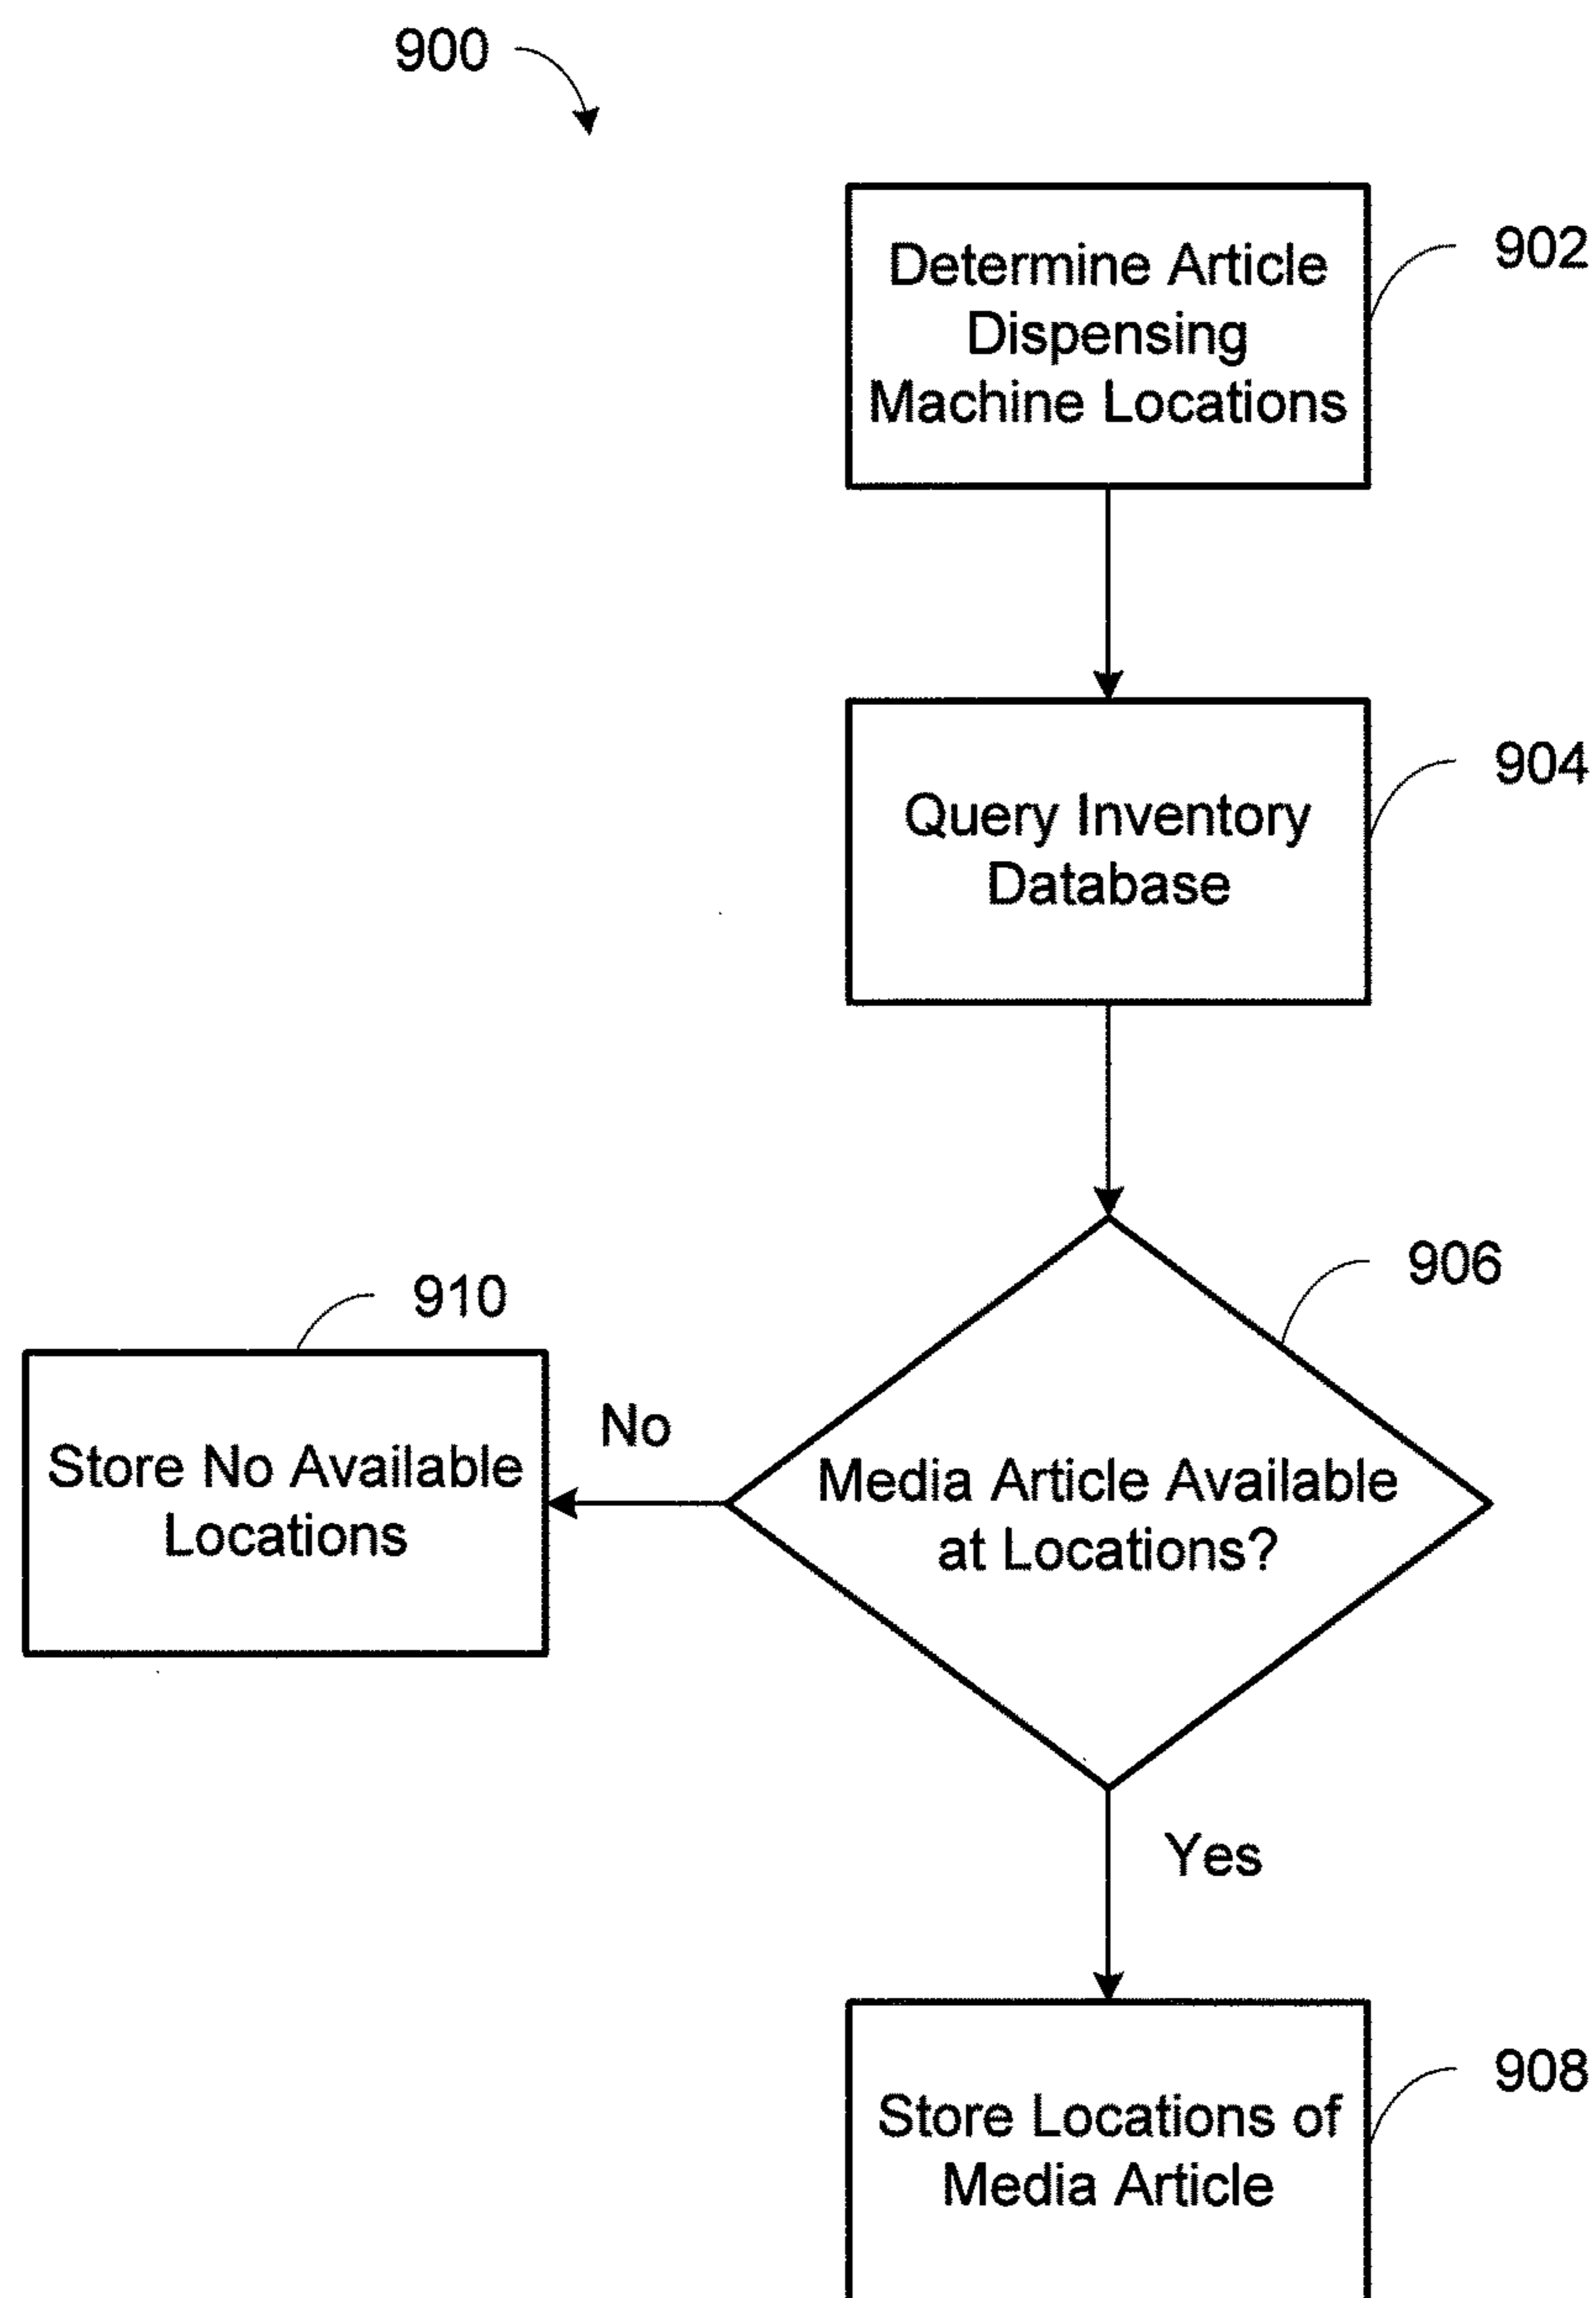 900
902
Determine Article
Dispensing
Machine Locations
904
Query Inventory
Database
906
910
No
Media Article Available
at Locations?
Store No Available
Locations
Yes
908
Store Locations of
Media Article